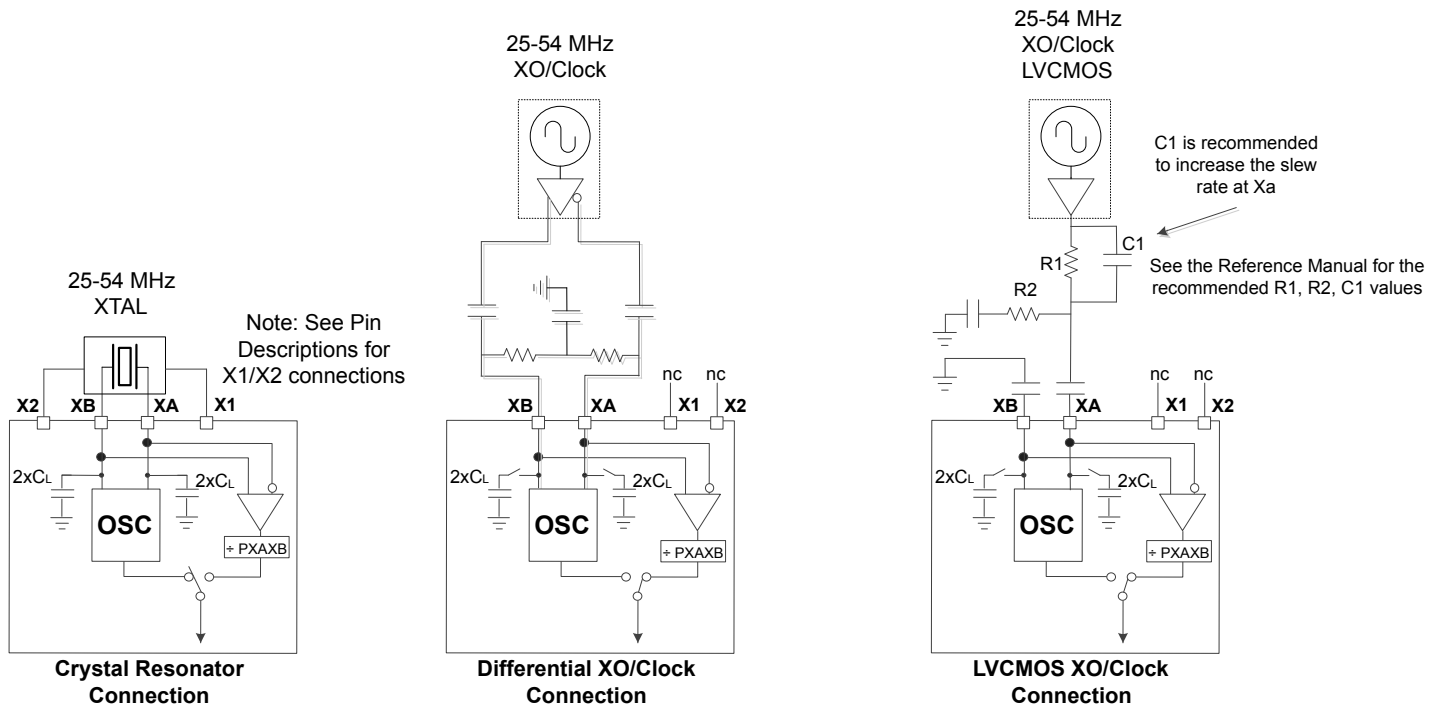 25-54 MHz
XTAL
Note: See Pin
Descriptions for
X1/X2 connections
X2
XB
XA
X1
2xCL
2xCL
OSC
÷ PXAXB
Crystal Resonator
Connection
25-54 MHz
XO/Clock
nc
nc
XB
XA
X1
X2
2xCL
2xCL
OSC
÷ PXAXB
Differential XO/Clock
Connection
25-54 MHz
XO/Clock
LVCMOS
C1 is recommended
to increase the slew
rate at Xa
C1
R1
See the Reference Manual for the
recommended R1, R2, C1 values
R2
nc
nc
XB
XA
X1
X2
2xCL
2xCL
OSC
÷ PXAXB
LVCMOS XO/Clock
Connection